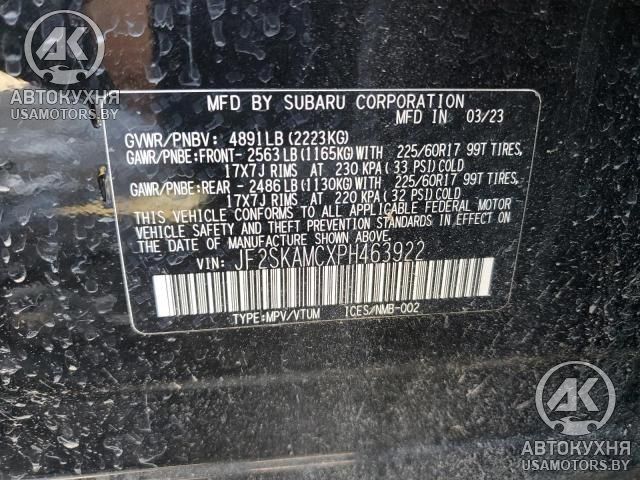 AK
АВТОКУХНЯ
USAMOTORS.BY
MFD BY SUBARU CORPORATION
MFD IN 03/23
GVWR/PNBV: 4891LB(2223KG)
GAWR/PNBE:FRONT- 2563LB(1165KG)WITH 225/60R17 99T TIRES,
17X7J RIMS AT 230 KPA(33 PSI)COLD
GAWR/PNBE:REAR - 2486LB(1130KG)WITH 225/60R17 99T TIRES,
17X7J RIMS AT 220 KPA(32 PSI)COLD
THIS VEHICLE CONFORMS TO ALL APPLICABLE FEDERAL MOTOR
VEHICLE SAFETY AND THEFT PREVENTION STANDARDS IN EFFECT ON
THE DATE OF MANUFACTURE SHOWN ABOVE.
VIN: JF2SKAMCXPH463922
TYPE:MPV/VTUM ICES/NMB-002
AK
АВТОКУХНЯ
USAMOTORS.BY